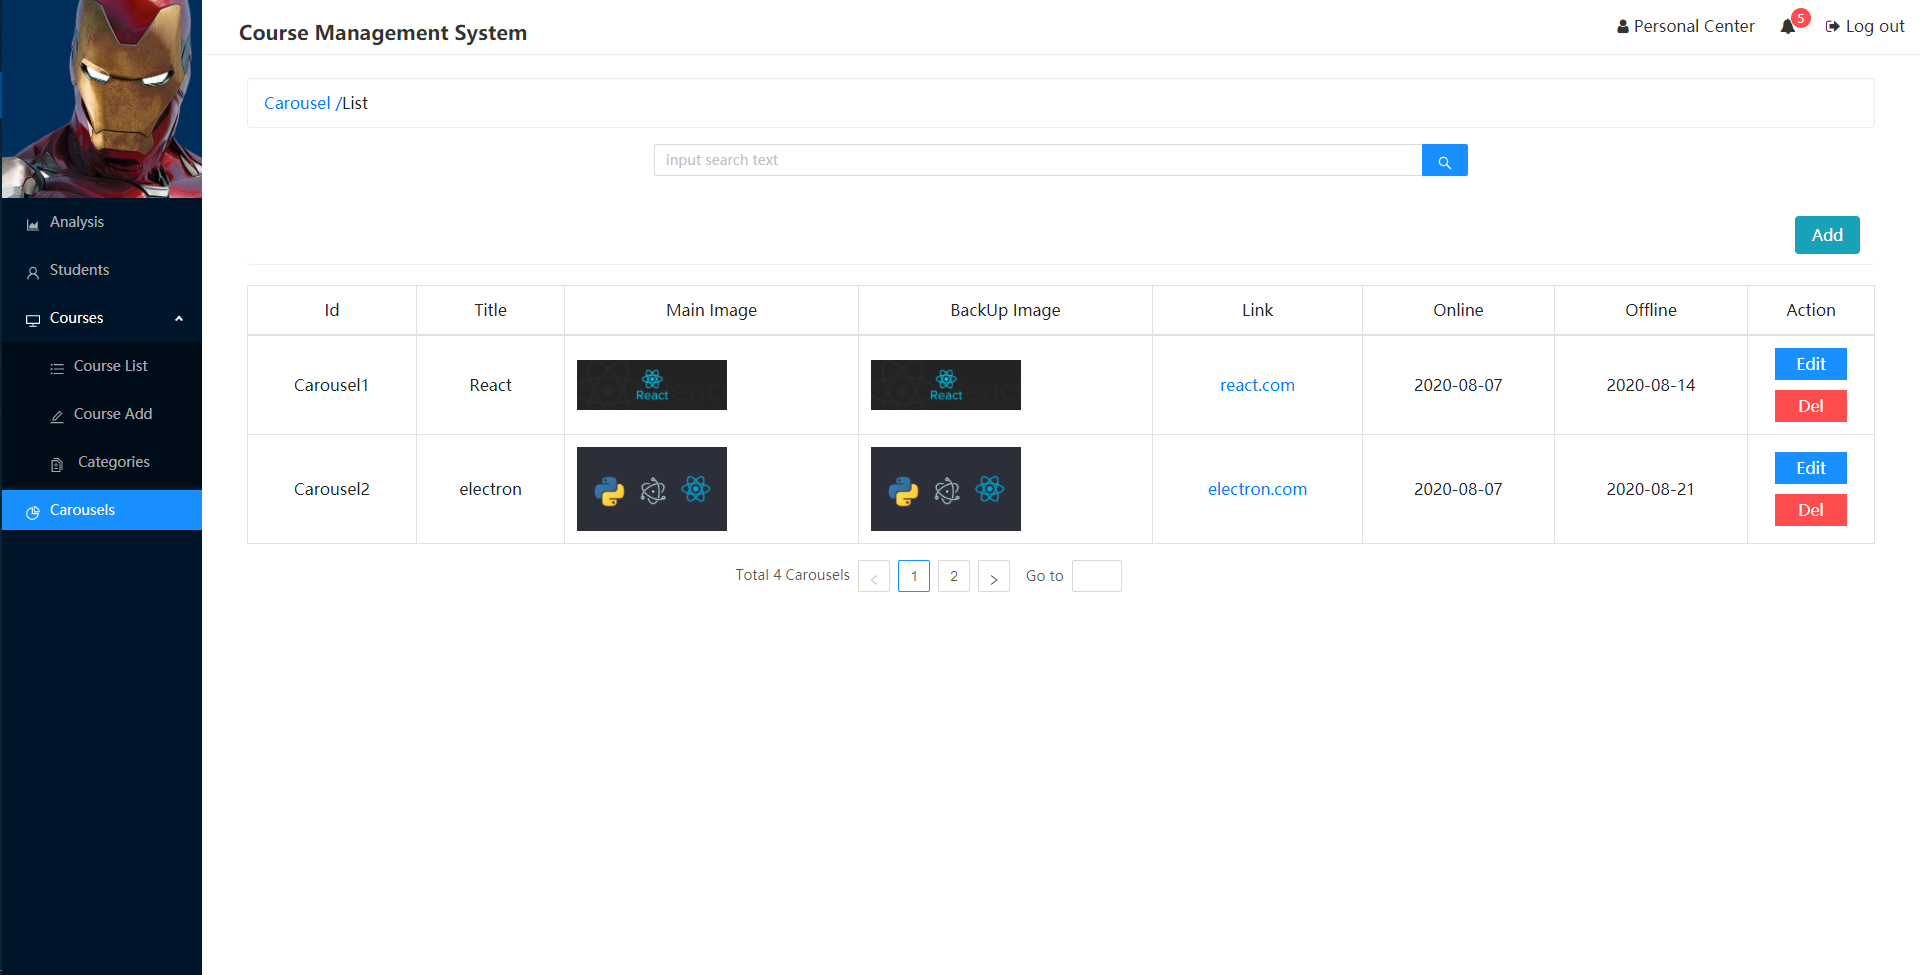 Course Management System
Personal Center
5
Log out
Carousel /List
input search text
Analysis
Students
Courses
Course List
Course Add
Categories
Carousels
Add
Id Title Main Image BackUp Image Link Online Offline Action
Carousel1 React React React react.com 2020-08-07 2020-08-14 Edit
Del
Carousel2 electron electron.com 2020-08-07 2020-08-21 Edit
Del
Total 4 Carousels < 1 2 > Go to